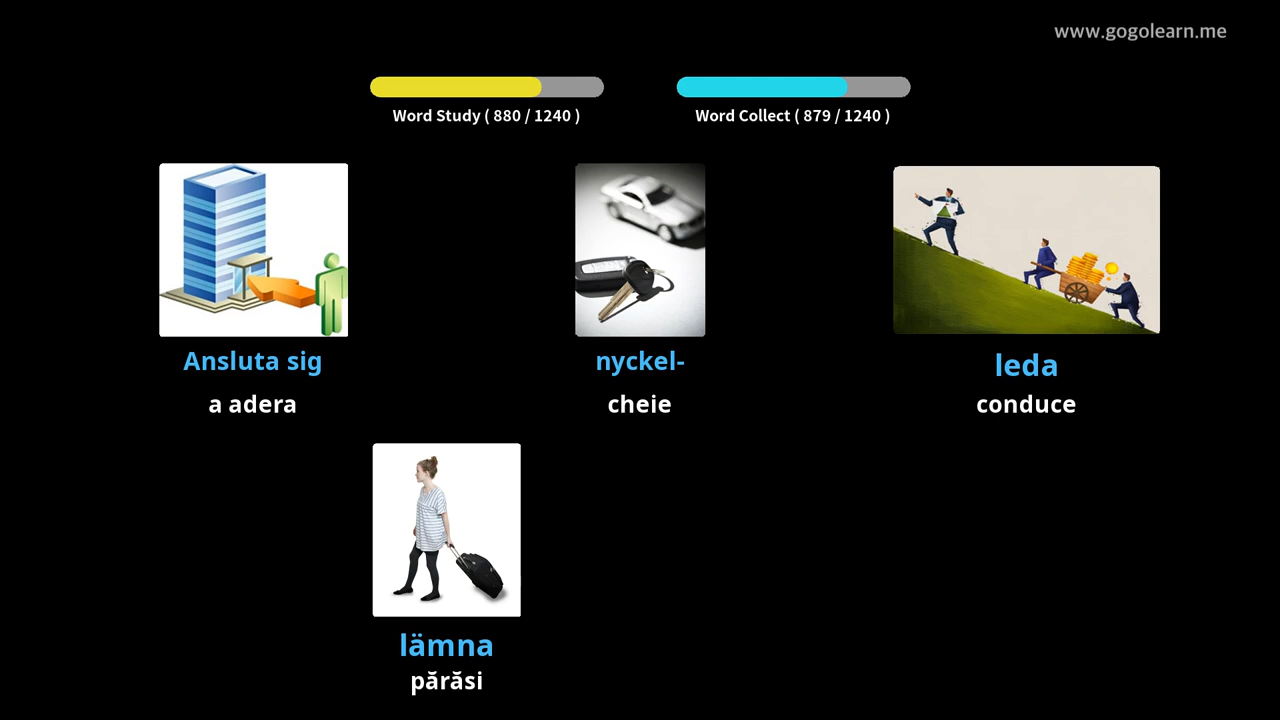 www.gogolearn.me
Word Study ( 880 / 1240 )
Word Collect ( 879 / 1240 )
Ansluta sig
a adera
nyckel-
cheie
leda
conduce
lämna
părăsi